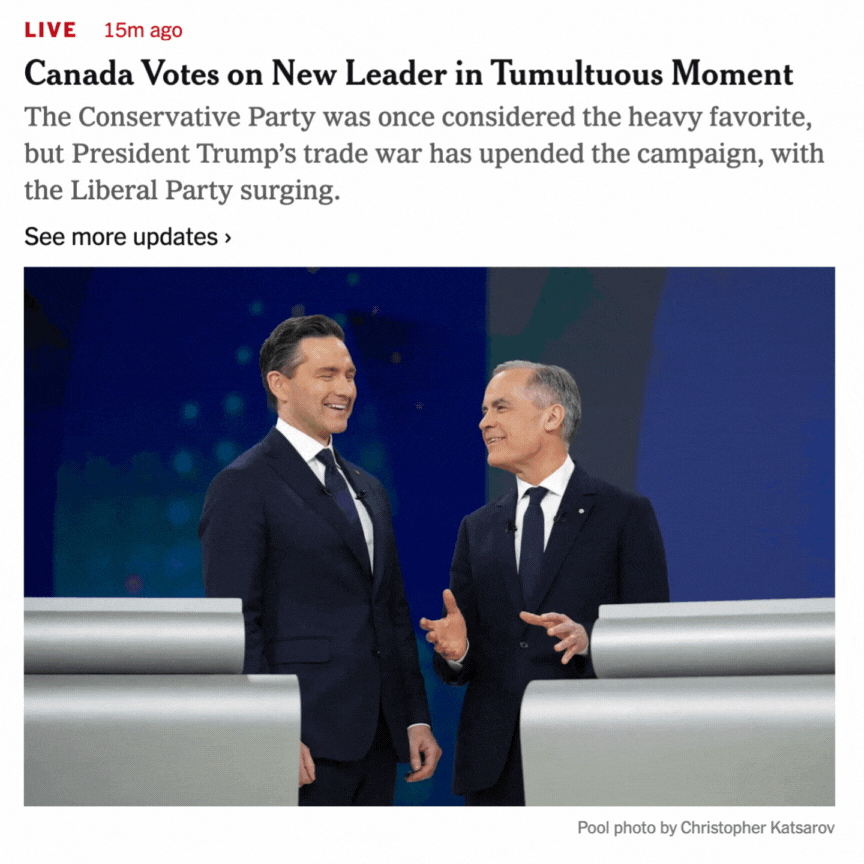 LIVE 15m ago
Canada Votes on New Leader in Tumultuous Moment
The Conservative Party was once considered the heavy favorite,
but President Trump’s trade war has upended the campaign, with
the Liberal Party surging.
See more updates ›
Pool photo by Christopher Katsarov